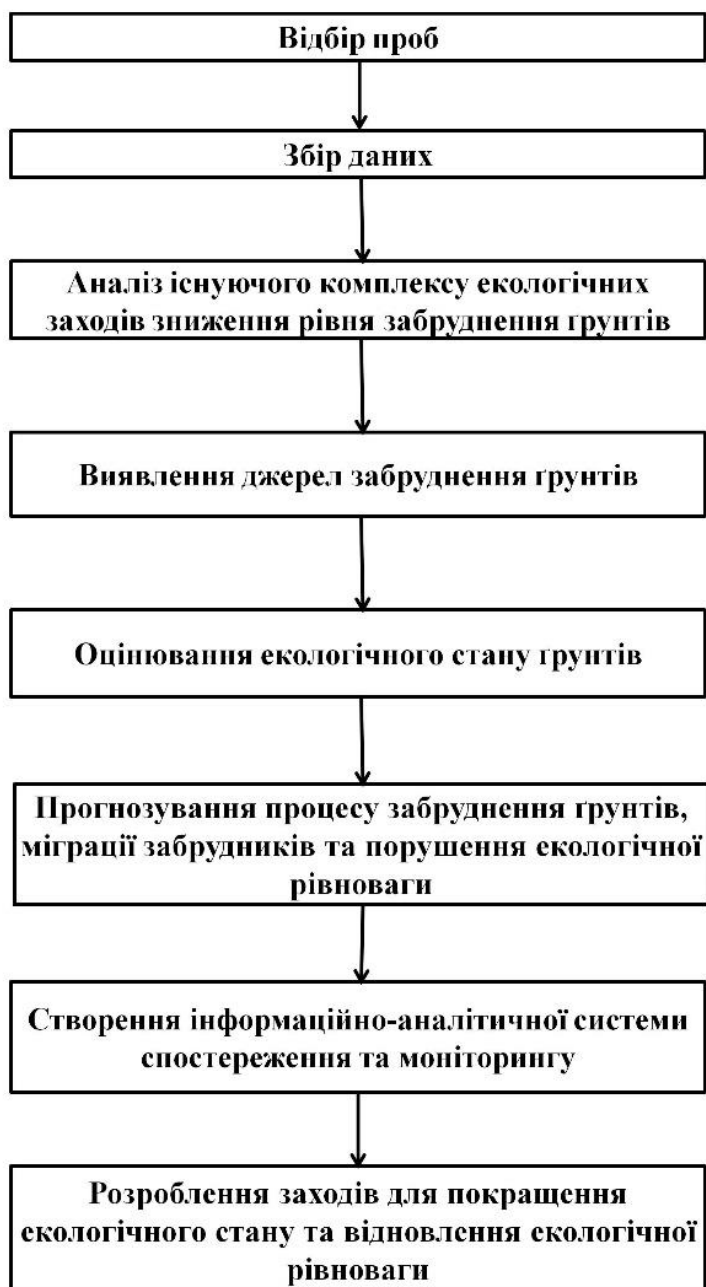 Відбір проб
Збір даних
Аналіз існуючого комплексу екологічних
заходів зниження рівня забруднення ґрунтів
Виявлення джерел забруднення ґрунтів
Оцінювання екологічного стану ґрунтів
Прогнозування процесу забруднення ґрунтів,
міграції забрудників та порушення екологічної
рівноваги
Створення інформаційно-аналітичної системи
спостереження та моніторингу
Розроблення заходів для покращення
екологічного стану та відновлення екологічної
рівноваги